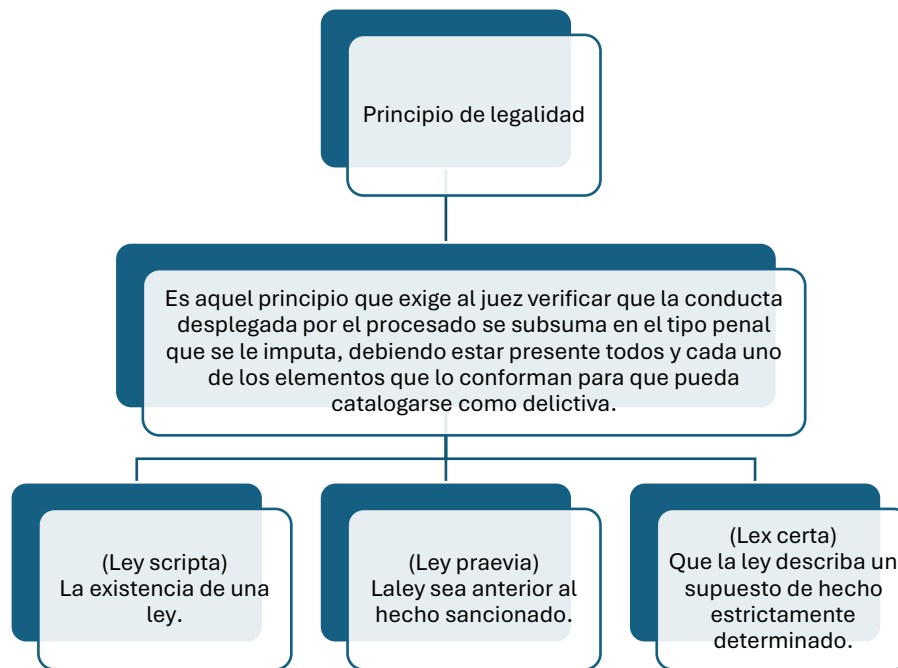 Principio de legalidad
Es aquel principio que exige al juez verificar que la conducta
desplegada por el procesado se subsuma en el tipo penal
que se le imputa, debiendo estar presente todos y cada uno
de los elementos que lo conforman para que pueda
catalogarse como delictiva.
(Ley scripta)
La existencia de una
ley.
(Ley praevia)
Laley sea anterior al
hecho sancionado.
(Lex certa)
Que la ley describa un
supuesto de hecho
estrictamente
determinado.